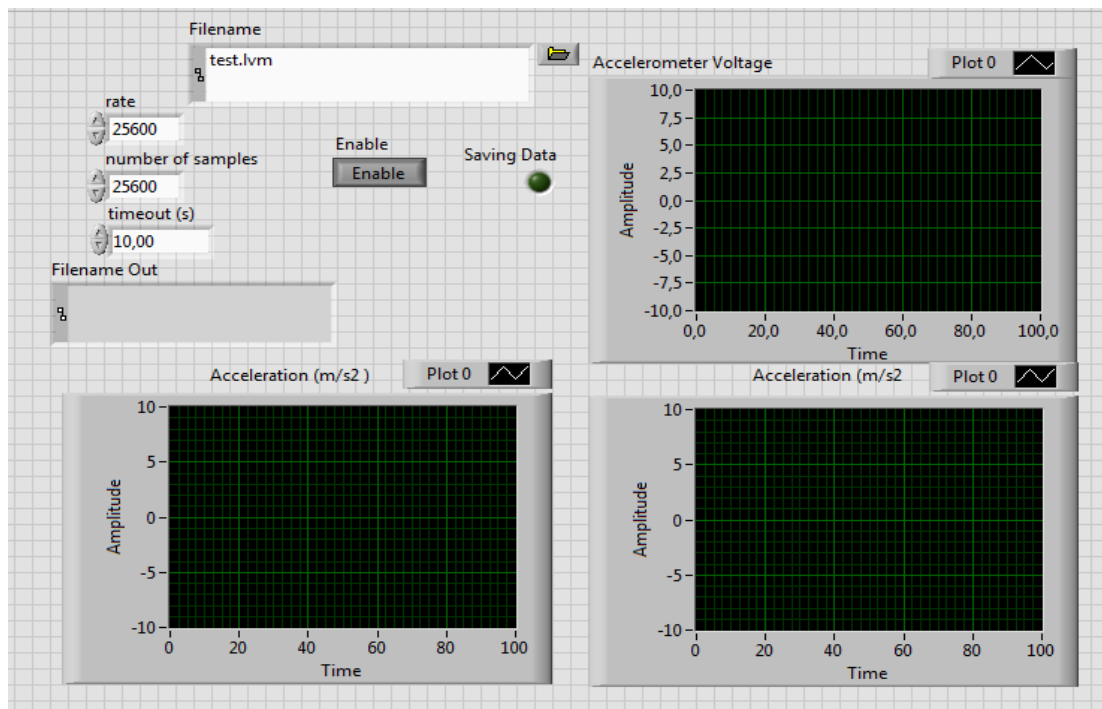 Filename
test.lvm
rate
25600
number of samples
25600
timeout (s)
10,00
Filename Out
Enable
Enable
Saving Data
Accelerometer Voltage
Plot 0
10,0
7,5
5,0
2,5
0,0
-2,5
-5,0
-7,5
-10,0
Amplitude
0,0 20,0 40,0 60,0 80,0 100,0
Time
Acceleration (m/s2 )
Plot 0
10
5
0
-5
-10
Amplitude
0 20 40 60 80 100
Time
Acceleration (m/s2
Plot 0
10
5
0
-5
-10
Amplitude
0 20 40 60 80 100
Time